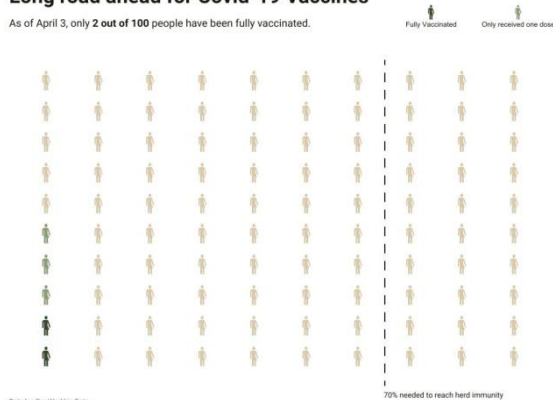 Long road ahead for Covid-19 Vaccines
As of April 3, only 2 out of 100 people have been fully vaccinated.
Fully Vaccinated
Only received one dose
70% needed to reach herd immunity